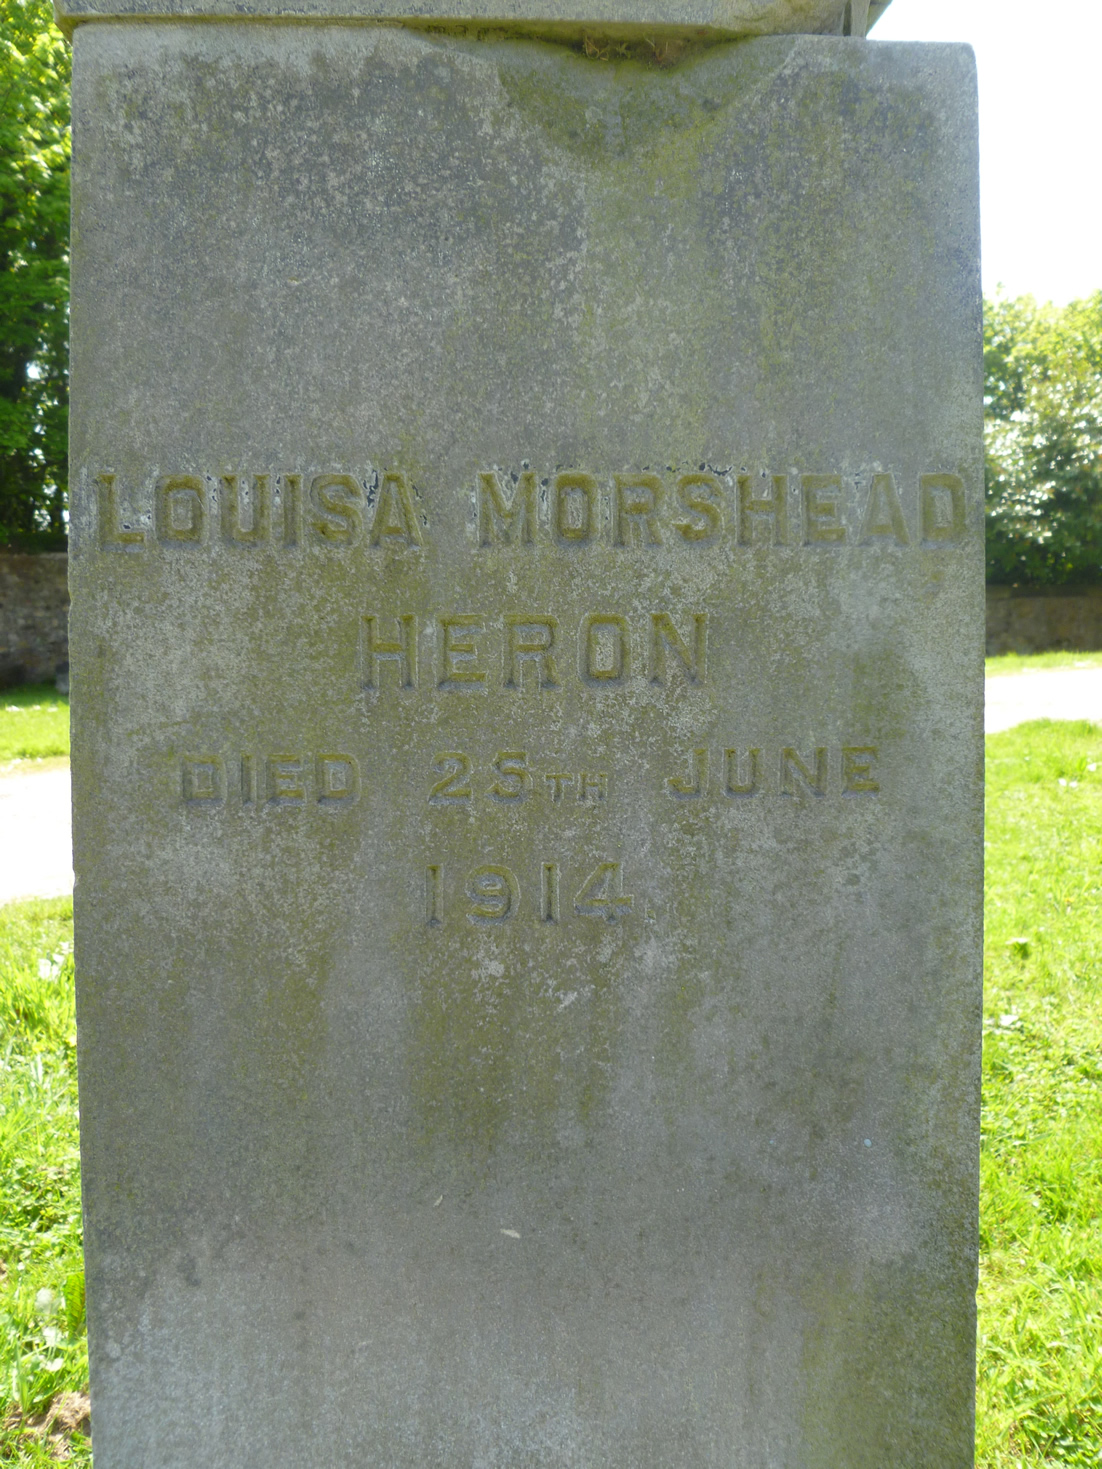 LOUISA MORSHEAD
HERON
DIED 25TH JUNE
1914